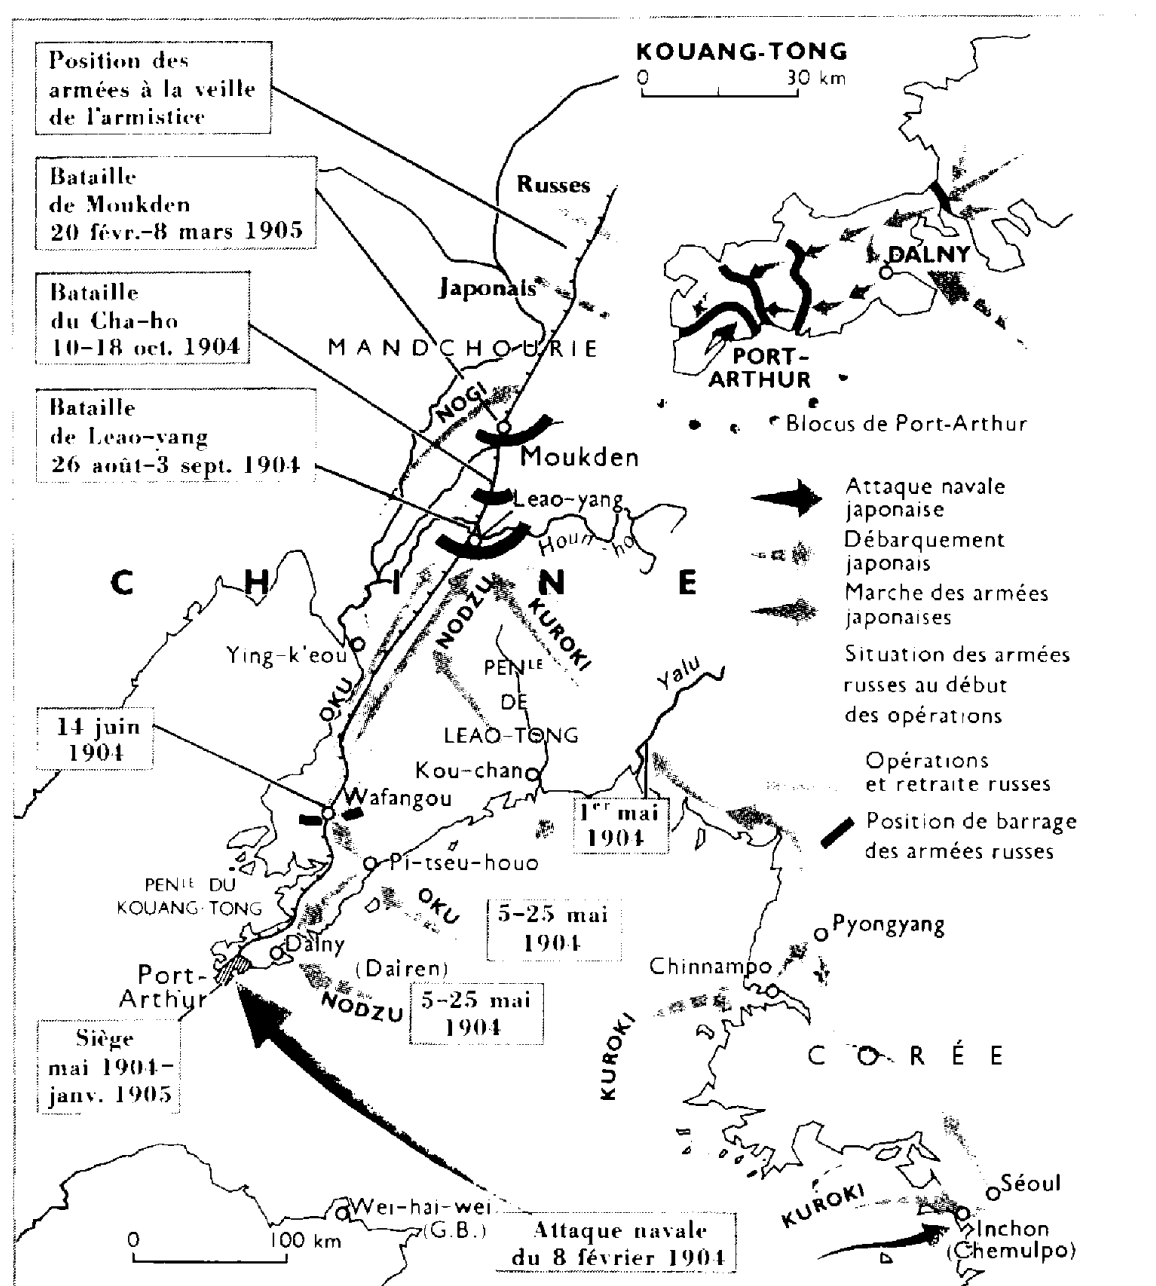 Position des
armées à la veille
de l'armistice
Bataille
de Moukden
20 févr.-8 mars 1905
Bataille
du Cha-ho
10-18 oct. 1904
Bataille
de Leao-yang
26 août-3 sept. 1904
KOUANG-TONG
0 30 km
Russes
Japonais
MANDCHOURIE
NOGI
Moukden
Leao-yang
Houn-ho
DALNY
PORT-
ARTHUR
Blocus de Port-Arthur
Attaque navale
japonaise
Débarquement
japonais
Marche des armées
japonaises
Situation des armées
russes au début
des opérations
Opérations
et retraite russes
Position de barrage
des armées russes
CHINE
Ying-k'eou
OKU
NODZU
KUROKI
PENLE
DE
LEAO-TONG
Yalu
Kou-chan
14 juin
1904
Wafangou
1er mai
1904
Pi-tseu-houo
PENLE DU
KOUANG-TONG
OKU
5-25 mai
1904
Dalny
(Dairen)
NODZU
5-25 mai
1904
Port-
Arthur
Siège
mai 1904-
janv. 1905
Pyongyang
Chinnampo
KUROKI
CORÉE
KUROKI
Séoul
Inchon
(Chemulpo)
Wei-hai-wei
(G.B.)
0 100 km
Attaque navale
du 8 février 1904